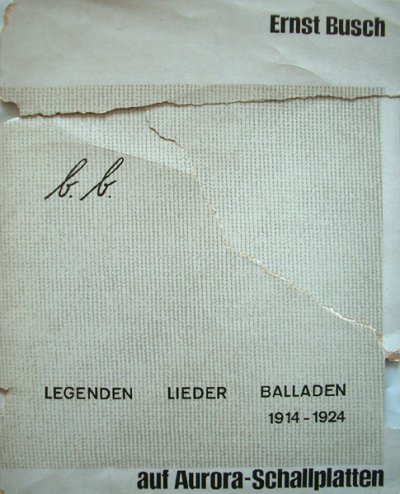 Ernst Busch
b. b.
LEGENDEN LIEDER BALLADEN
1914-1924
auf Aurora-Schallplatten